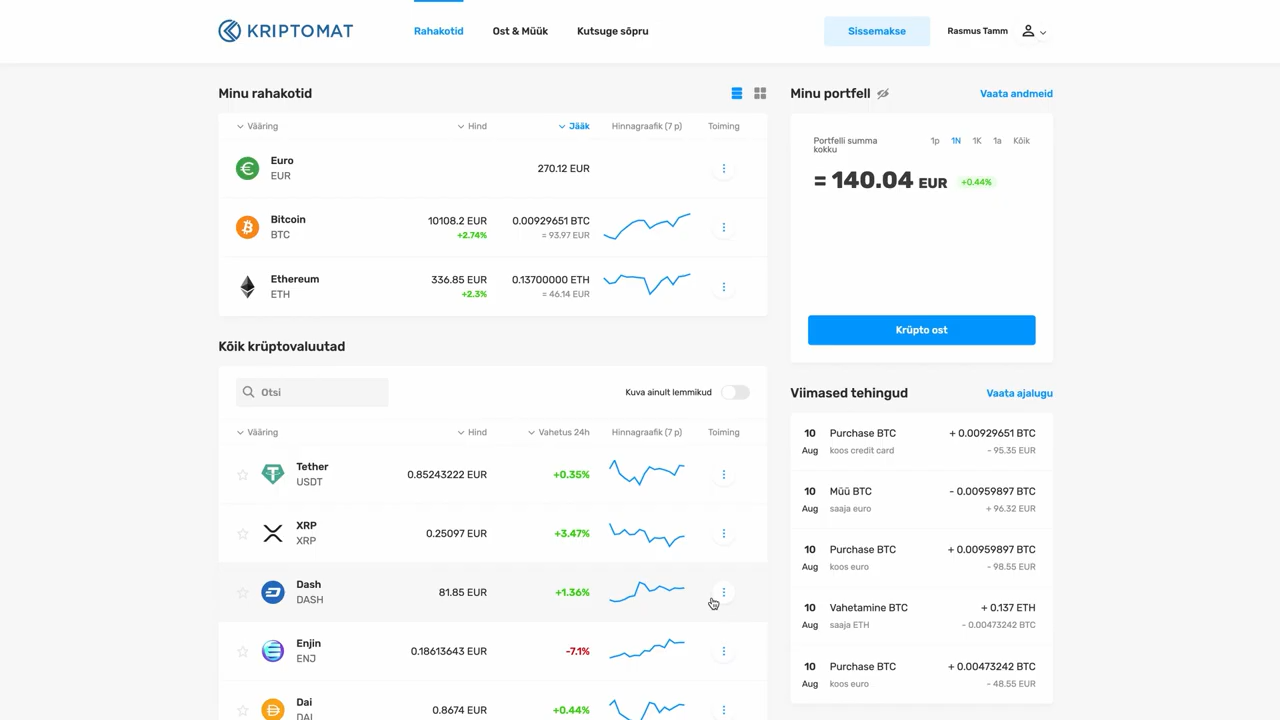 KRIPTOMAT
Rahakotid
Ost & Müük
Kutsuge sõpru
Sissemakse
Rasmus Tamm
Minu rahakotid
Vääring
Hind
Jääk
Hinnagraafik (7 p)
Toiming
Euro
EUR
270.12 EUR
Bitcoin
BTC
10108.2 EUR
+2.74%
0.00929651 BTC
= 93.97 EUR
Ethereum
ETH
336.85 EUR
+2.3%
0.13700000 ETH
= 46.14 EUR
Kõik krüptovaluutad
Otsi
Kuva ainult lemmikud
Vääring
Hind
Vahetus 24h
Hinnagraafik (7 p)
Toiming
Tether
USDT
0.85243222 EUR
+0.35%
XRP
XRP
0.25097 EUR
+3.47%
Dash
DASH
81.85 EUR
+1.36%
Enjin
ENJ
0.18613643 EUR
-7.1%
Dai
DAI
0.8674 EUR
+0.44%
Minu portfell
Vaata andmeid
Portfelli summa
kokku
1p
1N
1K
1a
Kõik
= 140.04 EUR
+0.44%
Krüpto ost
Viimased tehingud
Vaata ajalugu
10 Purchase BTC + 0.00929651 BTC
Aug koos credit card - 95.35 EUR
10 Müü BTC - 0.00959897 BTC
Aug saaja euro + 96.32 EUR
10 Purchase BTC + 0.00959897 BTC
Aug koos euro - 98.55 EUR
10 Vahetamine BTC + 0.137 ETH
Aug saaja ETH - 0.00473242 BTC
10 Purchase BTC + 0.00473242 BTC
Aug koos euro - 48.55 EUR